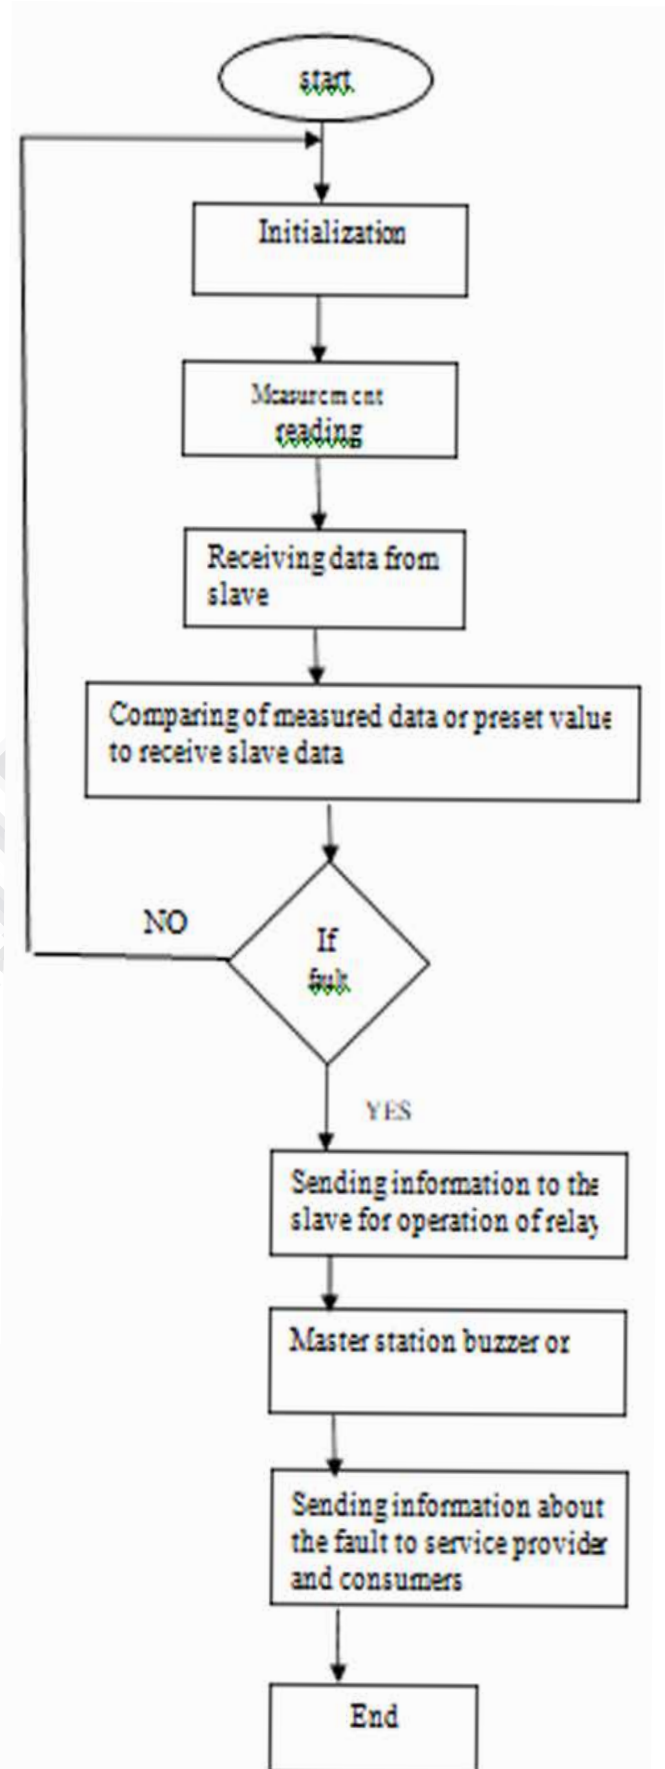 start
Initialization
Measurement
reading
Receiving data from
slave
Comparing of measured data or preset value
to receive slave data
NO
If
fault
YES
Sending information to the
slave for operation of relay
Master station buzzer or
Sending information about
the fault to service provider
and consumers
End